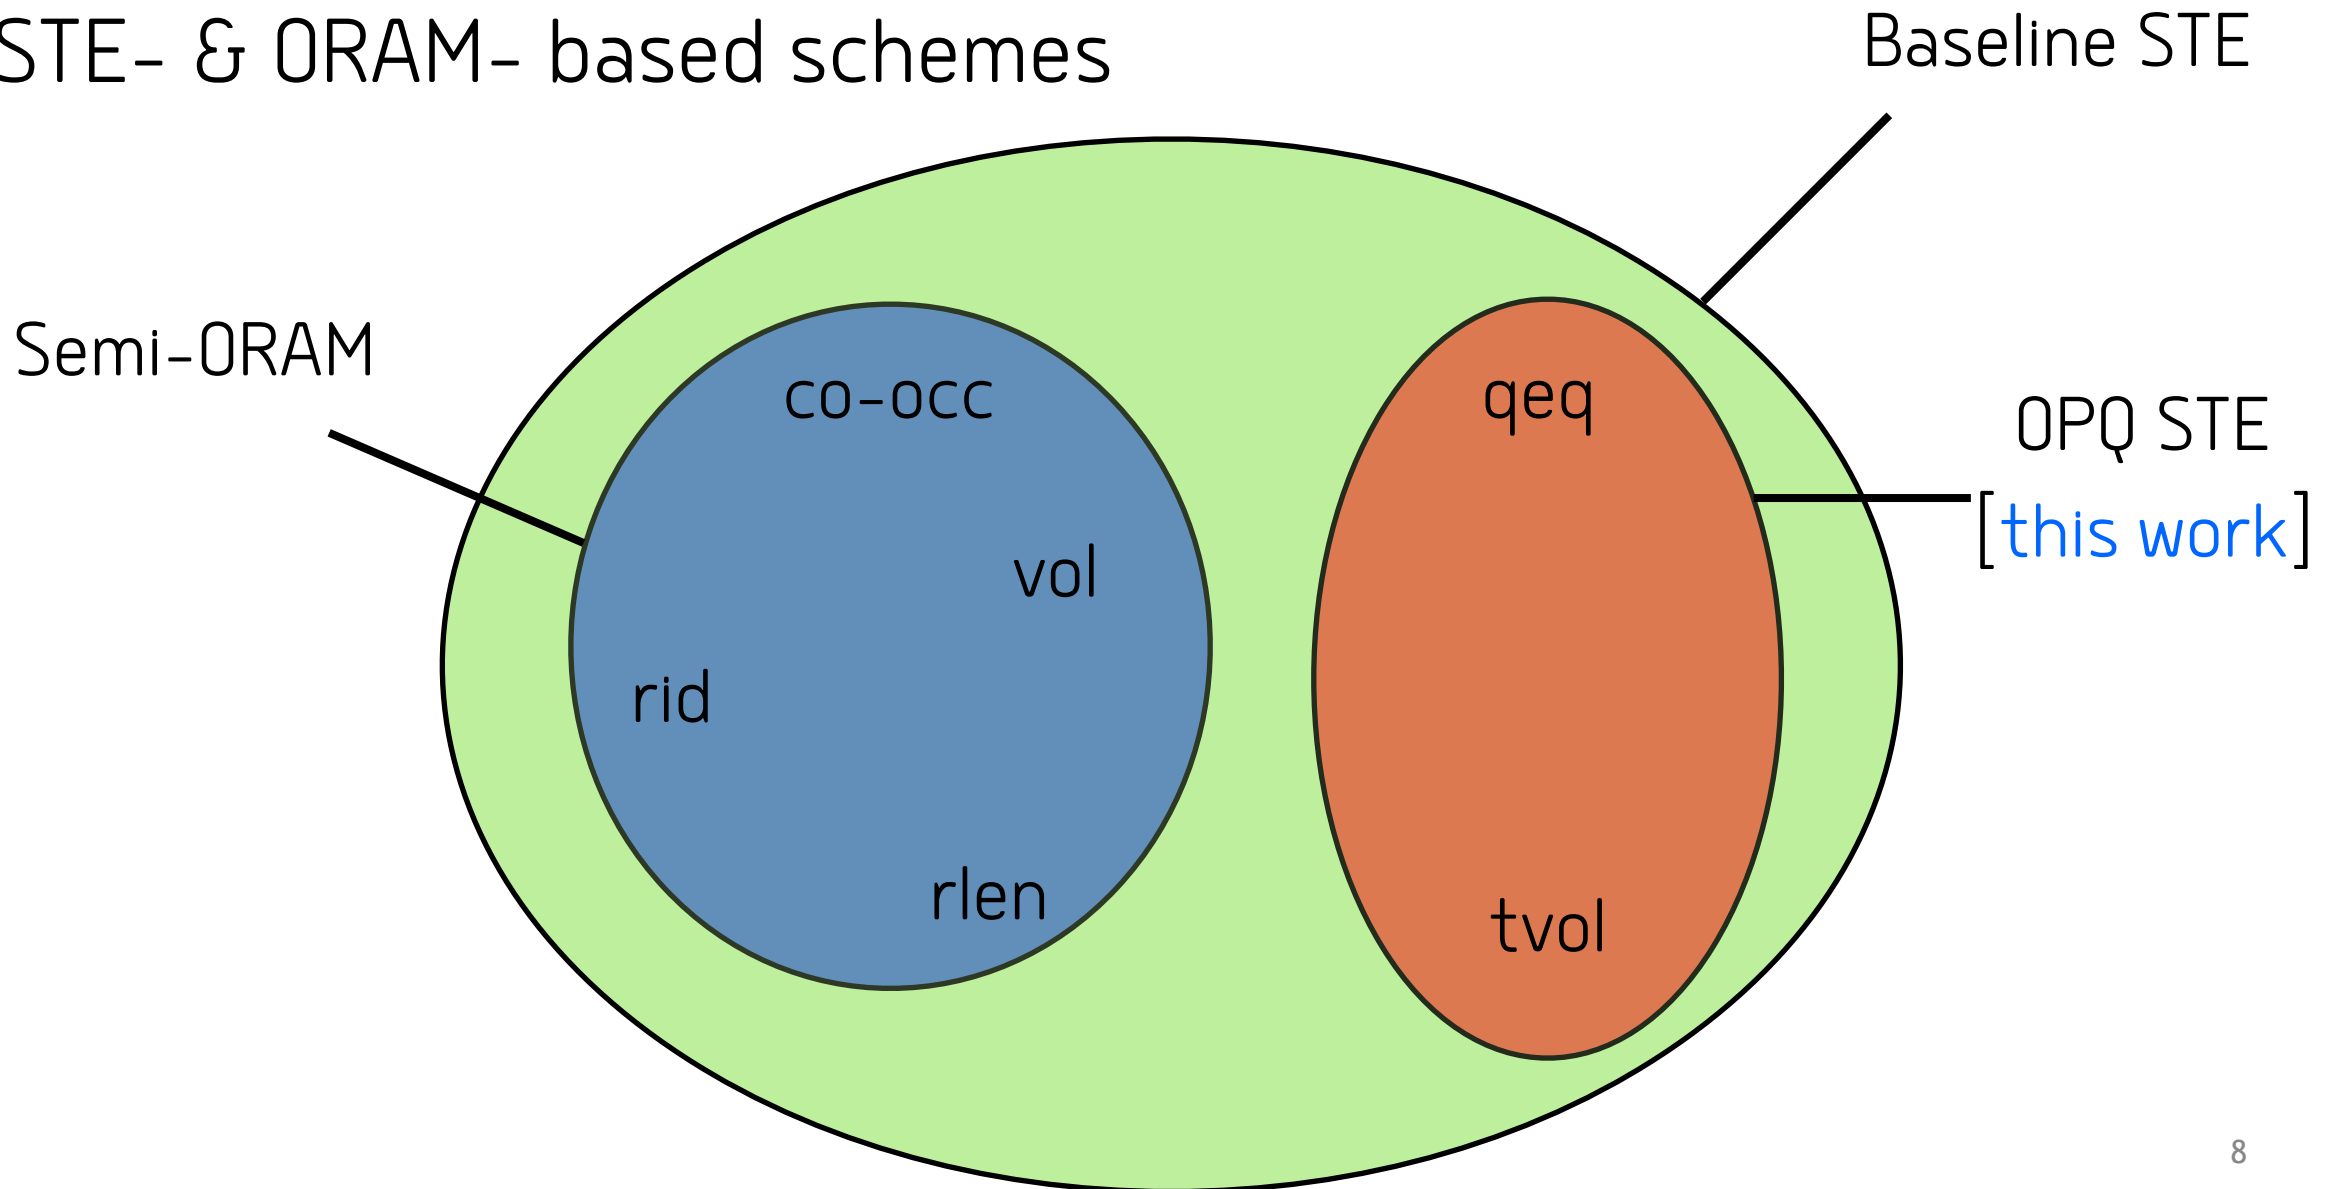 STE- & ORAM- based schemes
Baseline STE
Semi-ORAM
co-occ
qeq
OPQ STE
[this work]
vol
rid
rlen
tvol
8